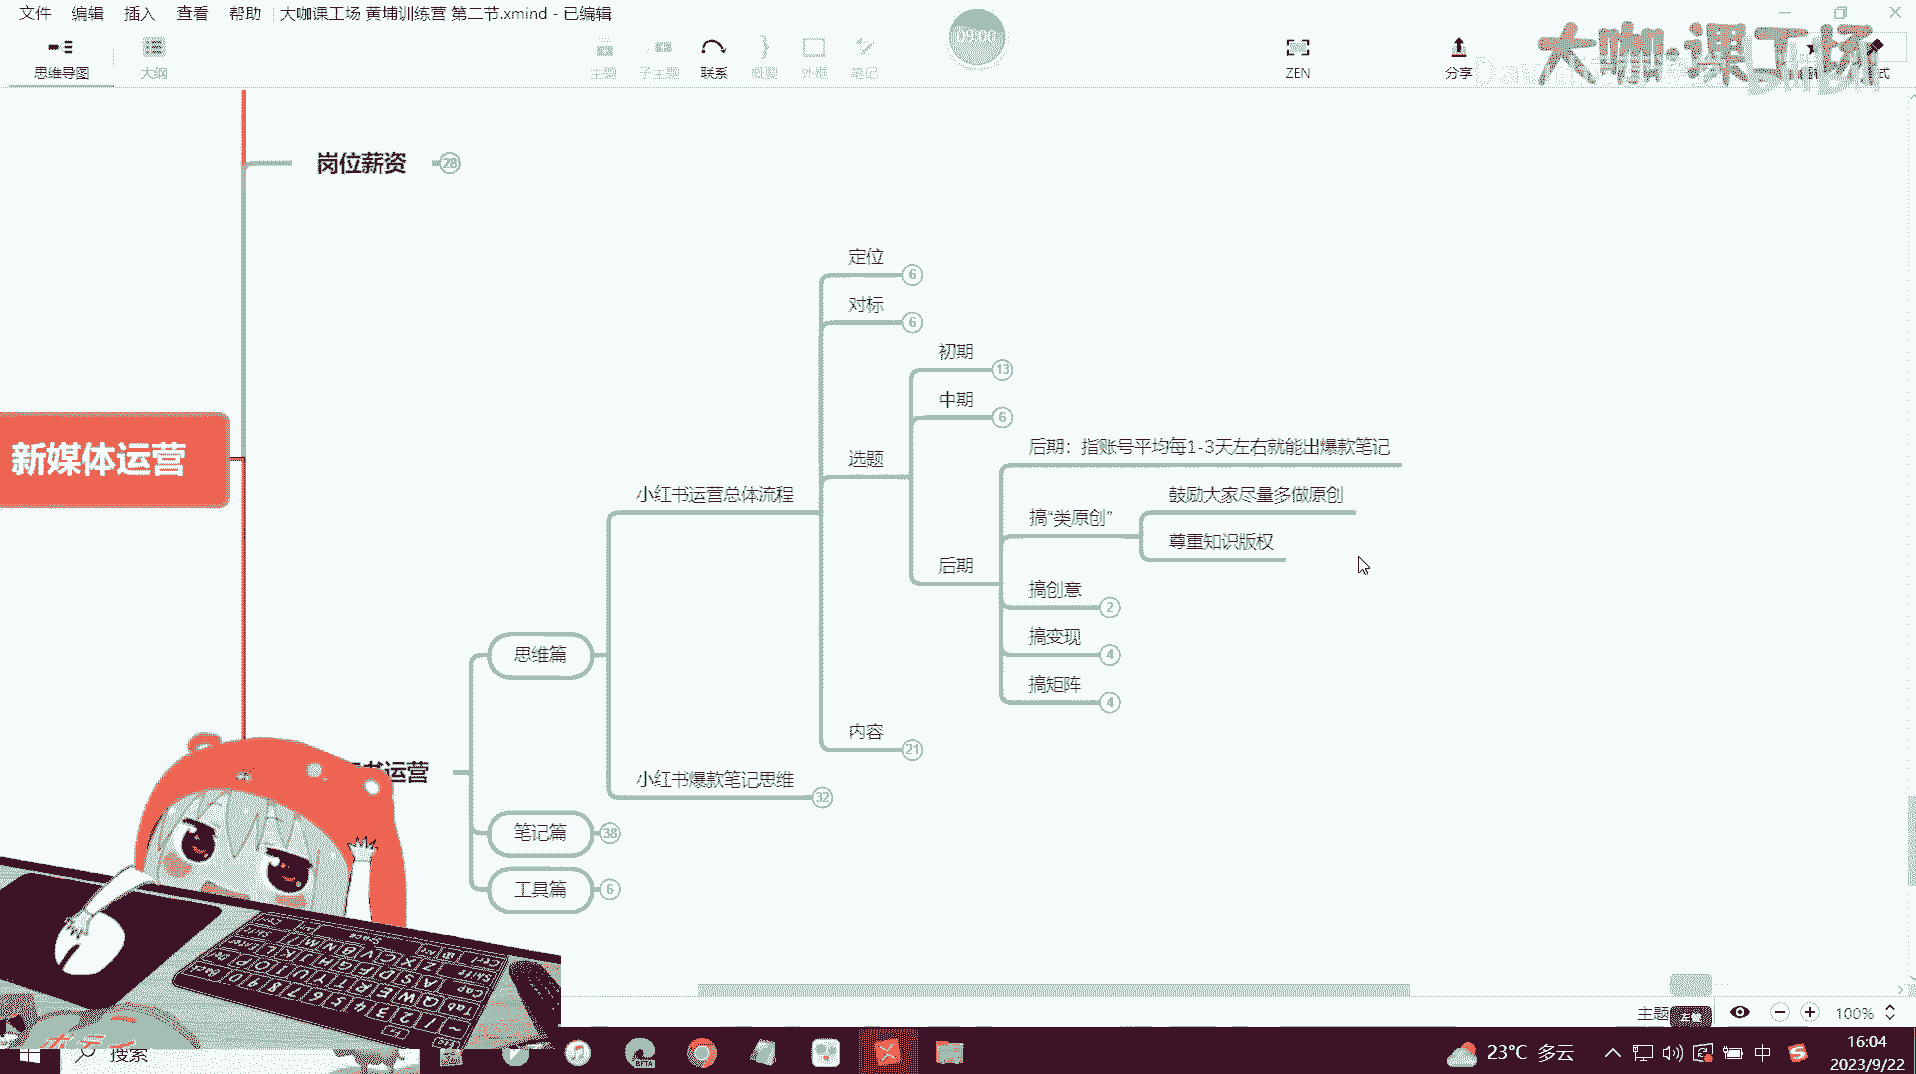 文件 编辑 插入 查看 帮助 大咖课工场 黄埔训练营 第二节.xmind - 已编辑
思维导图 大纲 主题 子主题 联系 概要 外框 笔记 09:00 ZEN 分享
大咖·课工场
岗位薪资 28
定位 6
对标 6
初期 13
中期 6
后期：指账号平均每1-3天左右就能出爆款笔记
新媒体运营
选题
小红书运营总体流程
鼓励大家尽量多做原创
搞“类原创”
尊重知识版权
后期
搞创意 2
搞变现 4
思维篇
搞矩阵 4
内容 21
书运营
小红书爆款笔记思维 32
笔记篇 38
工具篇 6
主题 100%
搜索
23°C 多云
中
16:04
2023/9/22